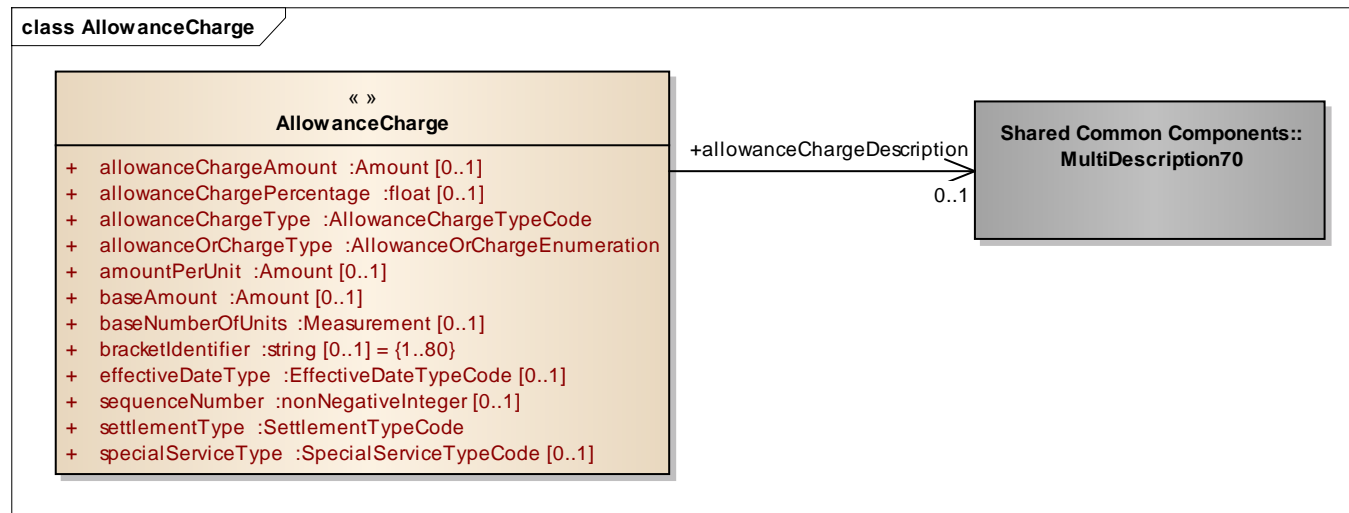 class AllowanceCharge
« »
AllowanceCharge
+ allowanceChargeAmount :Amount [0..1]
+ allowanceChargePercentage :float [0..1]
+ allowanceChargeType :AllowanceChargeTypeCode
+ allowanceOrChargeType :AllowanceOrChargeEnumeration
+ amountPerUnit :Amount [0..1]
+ baseAmount :Amount [0..1]
+ baseNumberOfUnits :Measurement [0..1]
+ bracketIdentifier :string [0..1] = {1..80}
+ effectiveDateType :EffectiveDateTypeCode [0..1]
+ sequenceNumber :nonNegativeInteger [0..1]
+ settlementType :SettlementTypeCode
+ specialServiceType :SpecialServiceTypeCode [0..1]
+allowanceChargeDescription
0..1
Shared Common Components::
MultiDescription70